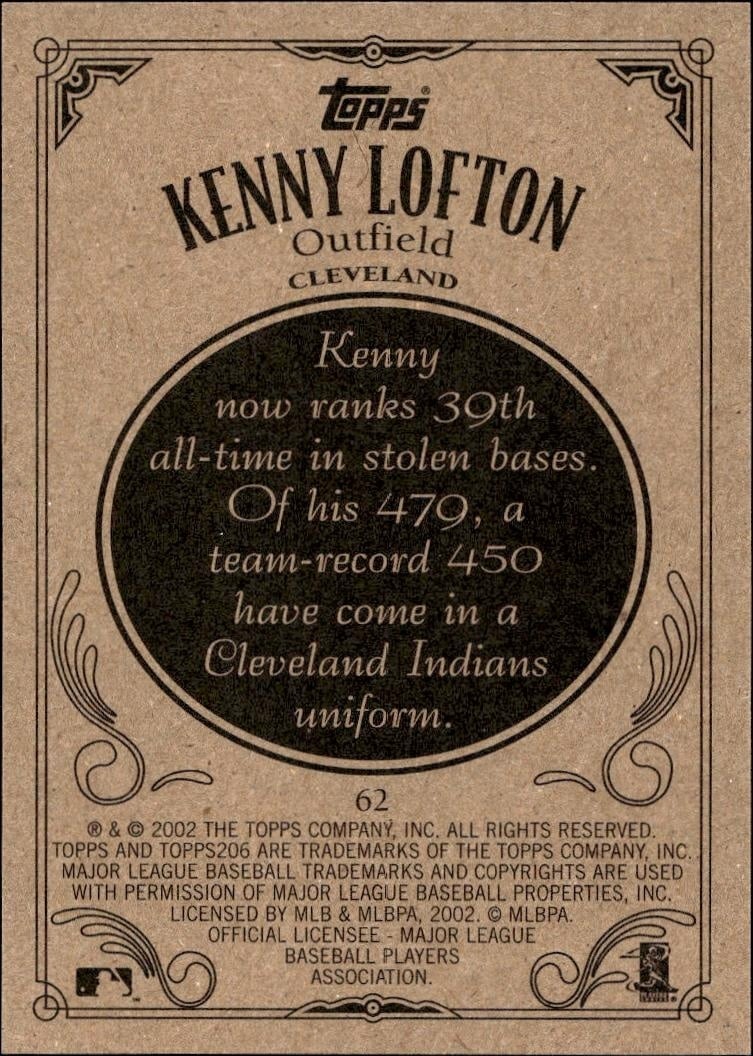 Topps®
KENNY LOFTON
Outfield
CLEVELAND
Kenny
now ranks 39th
all-time in stolen bases.
Of his 479, a
team-record 450
have come in a
Cleveland Indians
uniform.
62
® & © 2002 THE TOPPS COMPANY, INC. ALL RIGHTS RESERVED.
TOPPS AND TOPPS206 ARE TRADEMARKS OF THE TOPPS COMPANY, INC.
MAJOR LEAGUE BASEBALL TRADEMARKS AND COPYRIGHTS ARE USED
WITH PERMISSION OF MAJOR LEAGUE BASEBALL PROPERTIES, INC.
LICENSED BY MLB & MLBPA, 2002. © MLBPA.
OFFICIAL LICENSEE - MAJOR LEAGUE
BASEBALL PLAYERS
ASSOCIATION.